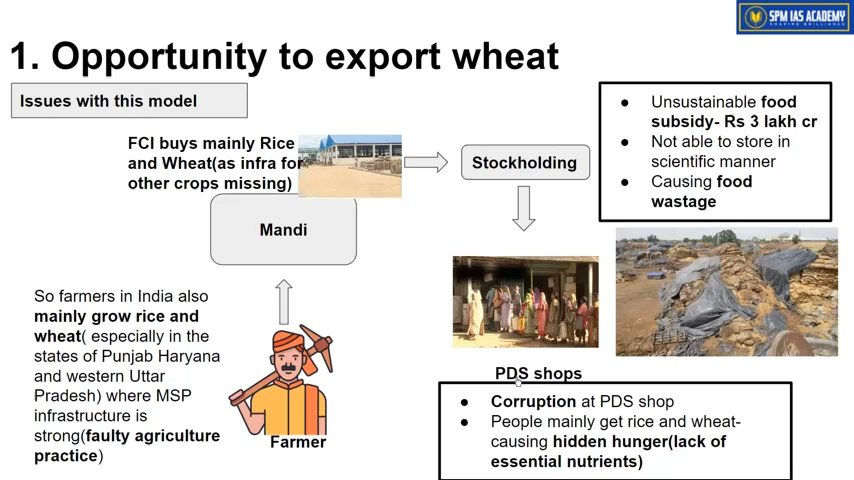 SPM IAS ACADEMY
SHAPING BRILLIANCE
1. Opportunity to export wheat
Issues with this model
FCI buys mainly Rice
and Wheat(as infra for
other crops missing)
Mandi
Stockholding
● Unsustainable food
subsidy- Rs 3 lakh cr
● Not able to store in
scientific manner
● Causing food
wastage
So farmers in India also
mainly grow rice and
wheat( especially in the
states of Punjab Haryana
and western Uttar
Pradesh) where MSP
infrastructure is
strong(faulty agriculture
practice)
Farmer
PDS shops
● Corruption at PDS shop
● People mainly get rice and wheat-
causing hidden hunger(lack of
essential nutrients)